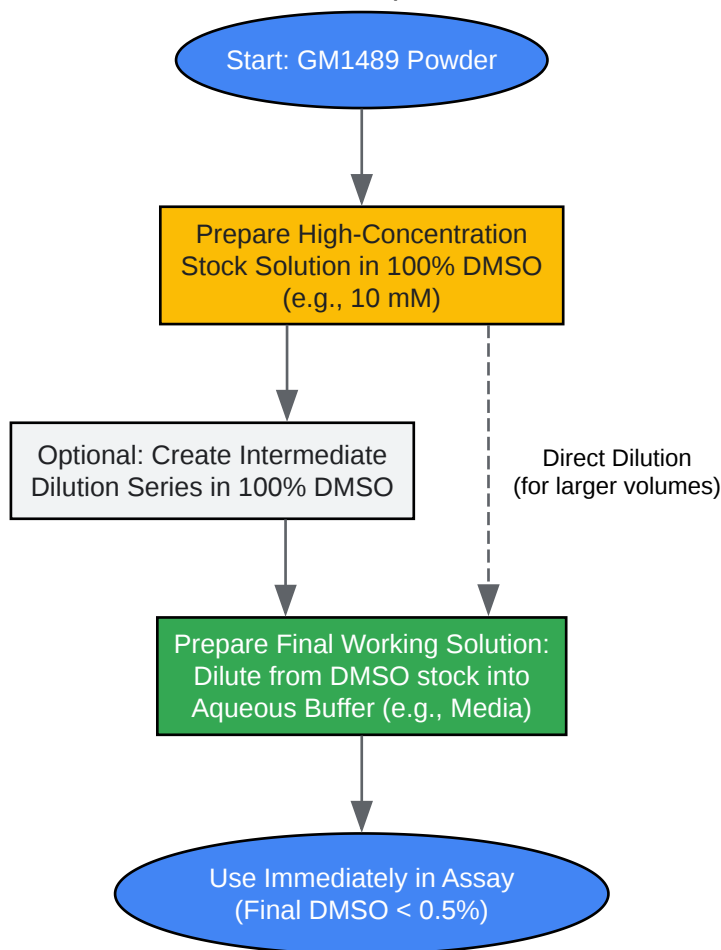 Start: GM1489 Powder
Prepare High-Concentration
Stock Solution in 100% DMSO
(e.g., 10 mM)
Optional: Create Intermediate
Dilution Series in 100% DMSO
Direct Dilution
(for larger volumes)
Prepare Final Working Solution:
Dilute from DMSO stock into
Aqueous Buffer (e.g., Media)
Use Immediately in Assay
(Final DMSO < 0.5%)